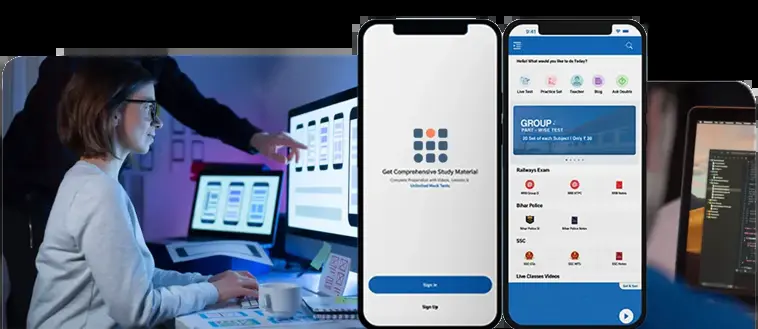 Get Comprehensive Study Material
Complete Preparation with Videos, Lessons &
Unlimited Mock Tests
Sign In
Sign Up
9:41
Hello! What would you like to do Today?
Live Test
Practice Set
Teacher
Blog
Ask Doubts
GROUP
PART - WISE TEST
30 Set of each Subject | Only ₹ 39
Railways Exam
RRB Group D
RRB NTPC
RRB Notes
Bihar Police
Bihar Police SI
Bihar Police Notes
SSC
SSC CGL
SSC MTS
SSC Notes
Live Classes Videos